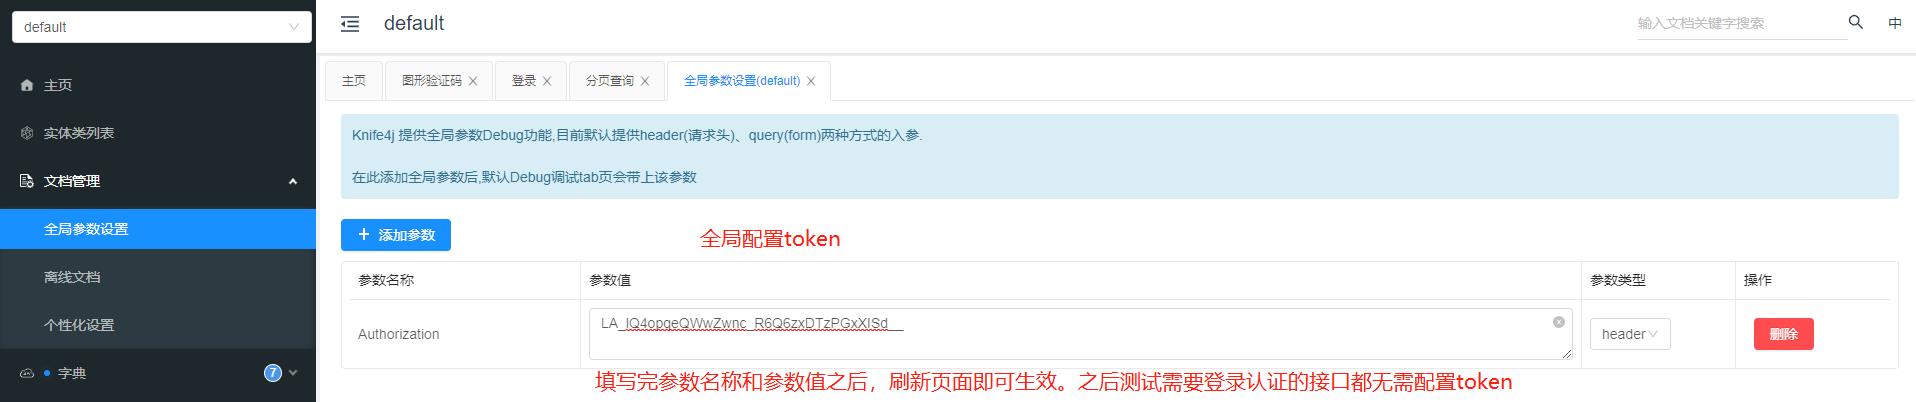 default
default
输入文档关键字搜索
中
主页
实体类列表
文档管理
全局参数设置
离线文档
个性化设置
字典
7
主页
图形验证码
登录
分页查询
全局参数设置(default)
Knife4j 提供全局参数Debug功能,目前默认提供header(请求头)、query(form)两种方式的入参.
在此添加全局参数后,默认Debug调试tab页会带上该参数
添加参数
全局配置token
参数名称 参数值 参数类型 操作
Authorization LA_IQ4opqeQWwZwnc_R6Q6zxDTzPGxXISd__ header 删除
填写完参数名称和参数值之后，刷新页面即可生效。之后测试需要登录认证的接口都无需配置token